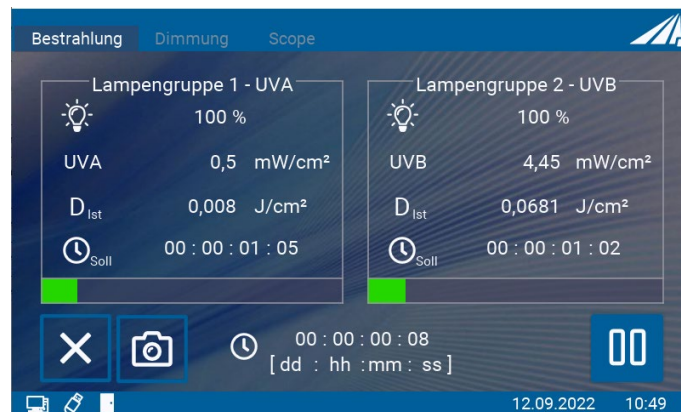 Bestrahlung Dimmung Scope
Lampengruppe 1 - UVA
100 %
UVA 0,5 mW/cm²
D Ist 0,008 J/cm²
Soll 00 : 00 : 01 : 05
Lampengruppe 2 - UVB
100 %
UVB 4,45 mW/cm²
D Ist 0,0681 J/cm²
Soll 00 : 00 : 01 : 02
00 : 00 : 00 : 08
[ dd : hh : mm : ss ]
12.09.2022 10:49